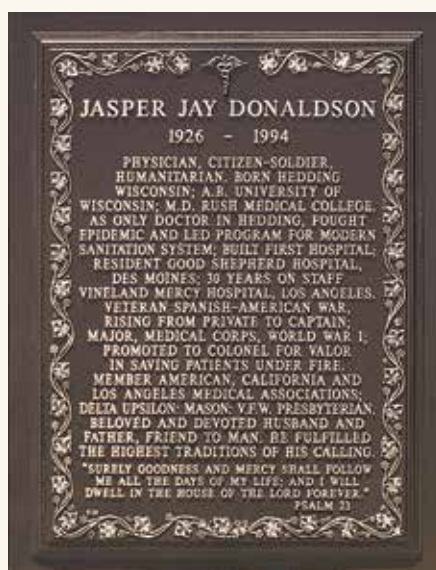 JASPER JAY DONALDSON
1926 - 1994
PHYSICIAN, CITIZEN-SOLDIER,
HUMANITARIAN. BORN HEDDING
WISCONSIN; A.B. UNIVERSITY OF
WISCONSIN; M.D. RUSH MEDICAL COLLEGE.
AS ONLY DOCTOR IN HEDDING, FOUGHT
EPIDEMIC AND LED PROGRAM FOR MODERN
SANITATION SYSTEM; BUILT FIRST HOSPITAL;
RESIDENT GOOD SHEPHERD HOSPITAL,
DES MOINES; 30 YEARS ON STAFF
VINELAND MERCY HOSPITAL, LOS ANGELES.
VETERAN SPANISH-AMERICAN WAR,
RISING FROM PRIVATE TO CAPTAIN;
MAJOR, MEDICAL CORPS, WORLD WAR I;
PROMOTED TO COLONEL FOR VALOR
IN SAVING PATIENTS UNDER FIRE.
MEMBER AMERICAN, CALIFORNIA AND
LOS ANGELES MEDICAL ASSOCIATIONS;
DELTA UPSILON; MASON; V.F.W. PRESBYTERIAN.
BELOVED AND DEVOTED HUSBAND AND
FATHER, FRIEND TO MAN. HE FULFILLED
THE HIGHEST TRADITIONS OF HIS CALLING.
"SURELY GOODNESS AND MERCY SHALL FOLLOW
ME ALL THE DAYS OF MY LIFE; AND I WILL
DWELL IN THE HOUSE OF THE LORD FOREVER."
PSALM 23